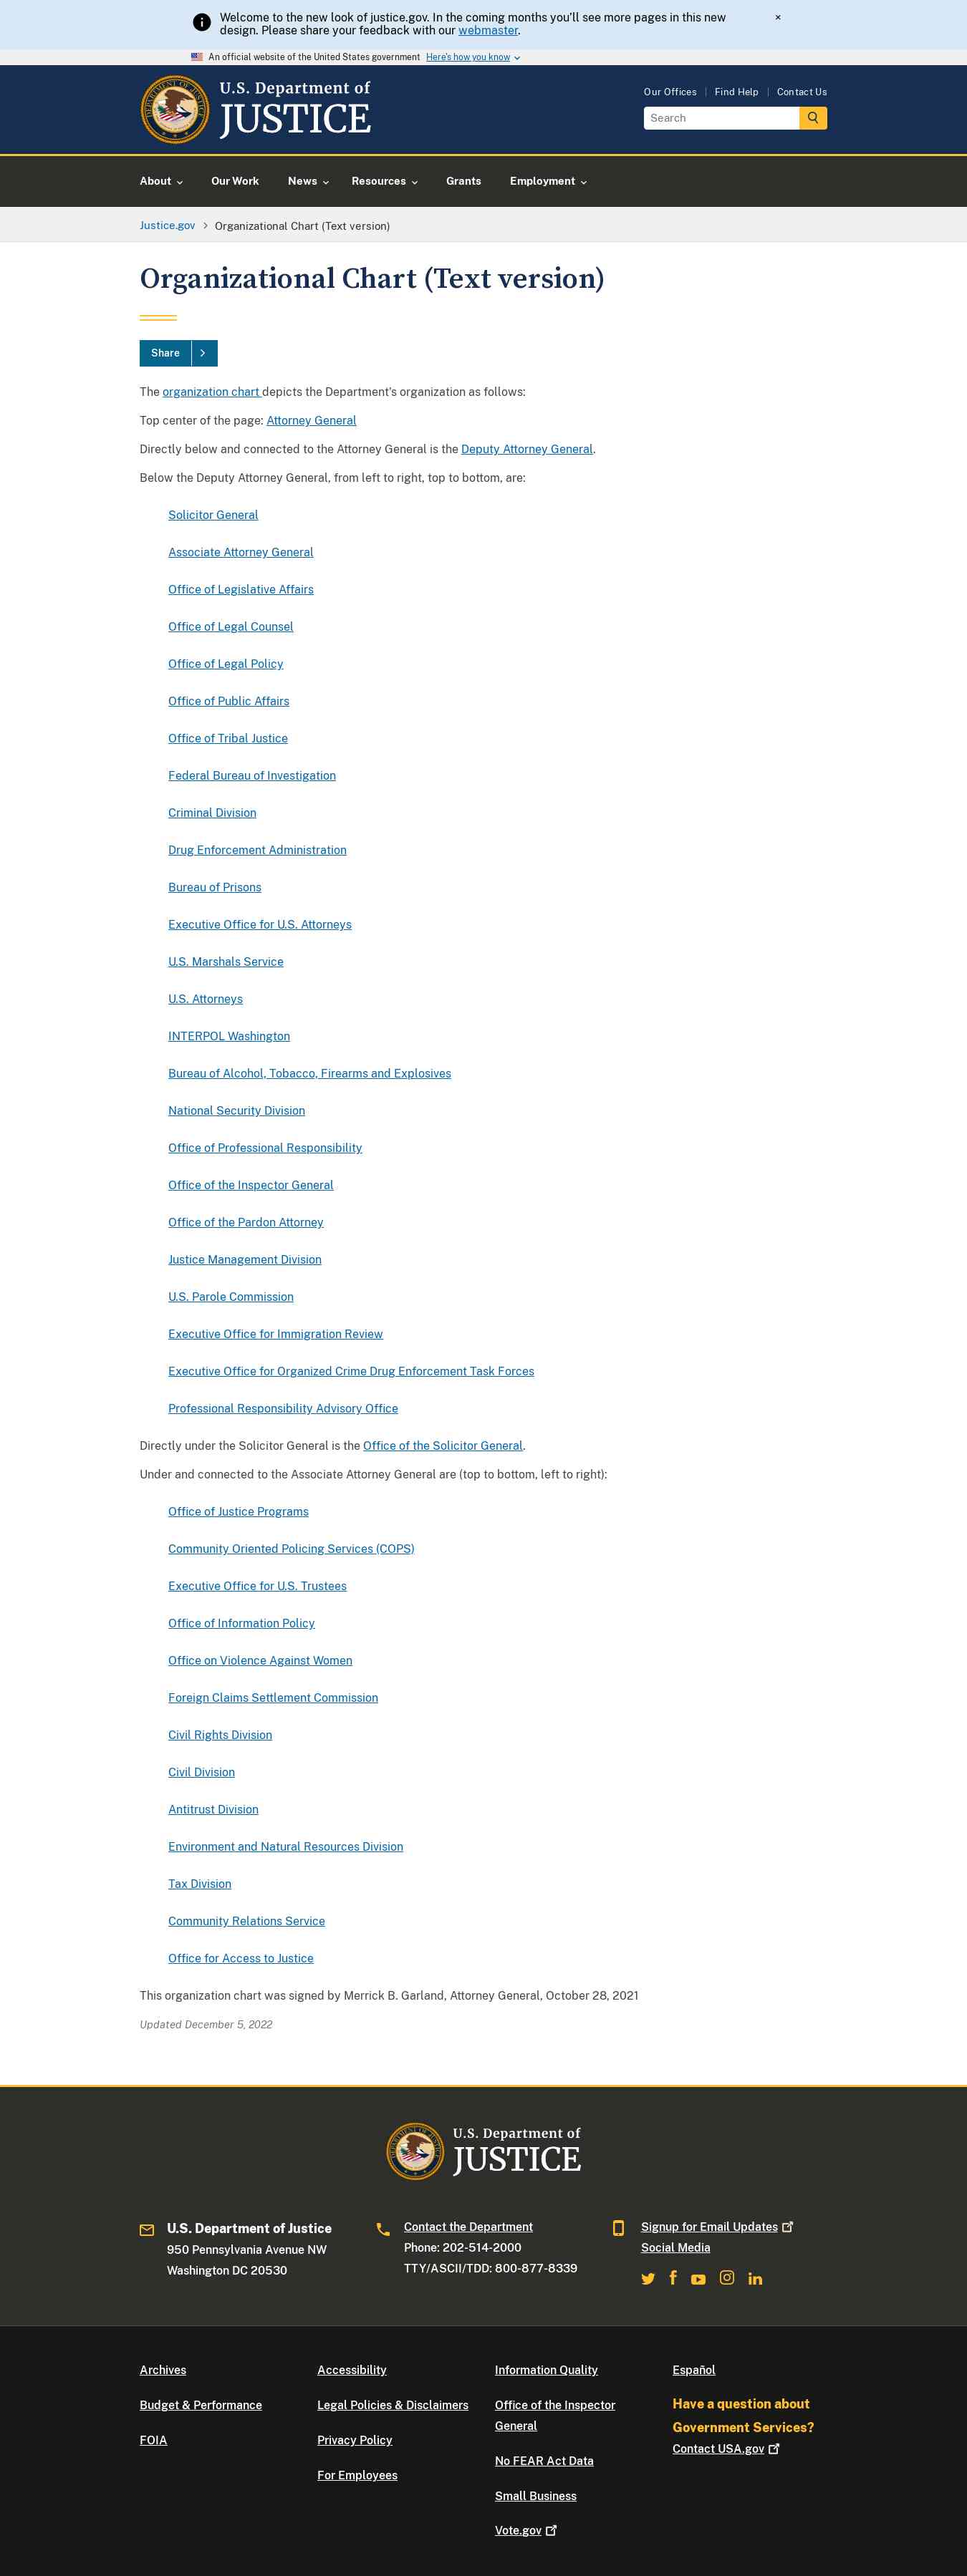 Welcome to the new look of justice.gov. In the coming months you'll see more pages in this new
design. Please share your feedback with our webmaster.
×
An official website of the United States government Here's how you know
U.S. Department of
JUSTICE
Our Offices Find Help Contact Us
Search
About Our Work News Resources Grants Employment
Justice.gov Organizational Chart (Text version)
Organizational Chart (Text version)
Share
The organization chart depicts the Department's organization as follows:
Top center of the page: Attorney General
Directly below and connected to the Attorney General is the Deputy Attorney General.
Below the Deputy Attorney General, from left to right, top to bottom, are:
Solicitor General
Associate Attorney General
Office of Legislative Affairs
Office of Legal Counsel
Office of Legal Policy
Office of Public Affairs
Office of Tribal Justice
Federal Bureau of Investigation
Criminal Division
Drug Enforcement Administration
Bureau of Prisons
Executive Office for U.S. Attorneys
U.S. Marshals Service
U.S. Attorneys
INTERPOL Washington
Bureau of Alcohol, Tobacco, Firearms and Explosives
National Security Division
Office of Professional Responsibility
Office of the Inspector General
Office of the Pardon Attorney
Justice Management Division
U.S. Parole Commission
Executive Office for Immigration Review
Executive Office for Organized Crime Drug Enforcement Task Forces
Professional Responsibility Advisory Office
Directly under the Solicitor General is the Office of the Solicitor General.
Under and connected to the Associate Attorney General are (top to bottom, left to right):
Office of Justice Programs
Community Oriented Policing Services (COPS)
Executive Office for U.S. Trustees
Office of Information Policy
Office on Violence Against Women
Foreign Claims Settlement Commission
Civil Rights Division
Civil Division
Antitrust Division
Environment and Natural Resources Division
Tax Division
Community Relations Service
Office for Access to Justice
This organization chart was signed by Merrick B. Garland, Attorney General, October 28, 2021
Updated December 5, 2022
U.S. Department of
JUSTICE
U.S. Department of Justice
950 Pennsylvania Avenue NW
Washington DC 20530
Contact the Department
Phone: 202-514-2000
TTY/ASCII/TDD: 800-877-8339
Signup for Email Updates
Social Media
Archives
Budget & Performance
FOIA
Accessibility
Legal Policies & Disclaimers
Privacy Policy
For Employees
Information Quality
Office of the Inspector
General
No FEAR Act Data
Small Business
Vote.gov
Español
Have a question about
Government Services?
Contact USA.gov